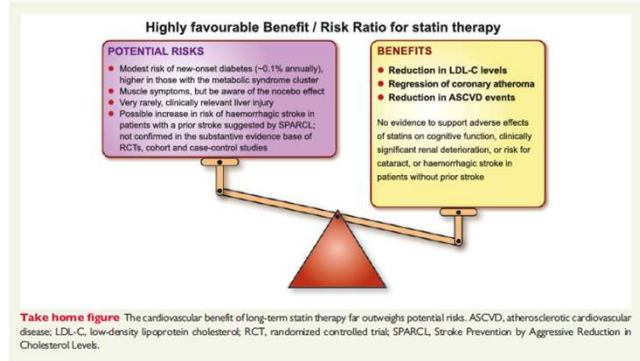 Highly favourable Benefit / Risk Ratio for statin therapy
POTENTIAL RISKS
● Modest risk of new-onset diabetes (~0.1% annually),
higher in those with the metabolic syndrome cluster
● Muscle symptoms, but be aware of the nocebo effect
● Very rarely, clinically relevant liver injury
● Possible increase in risk of haemorrhagic stroke in
patients with a prior stroke suggested by SPARCL;
not confirmed in the substantive evidence base of
RCTs, cohort and case-control studies
BENEFITS
● Reduction in LDL-C levels
● Regression of coronary atheroma
● Reduction in ASCVD events
No evidence to support adverse effects
of statins on cognitive function, clinically
significant renal deterioration, or risk for
cataract, or haemorrhagic stroke in
patients without prior stroke
Take home figure The cardiovascular benefit of long-term statin therapy far outweighs potential risks. ASCVD, atherosclerotic cardiovascular
disease; LDL-C, low-density lipoprotein cholesterol; RCT, randomized controlled trial; SPARCL, Stroke Prevention by Aggressive Reduction in
Cholesterol Levels.